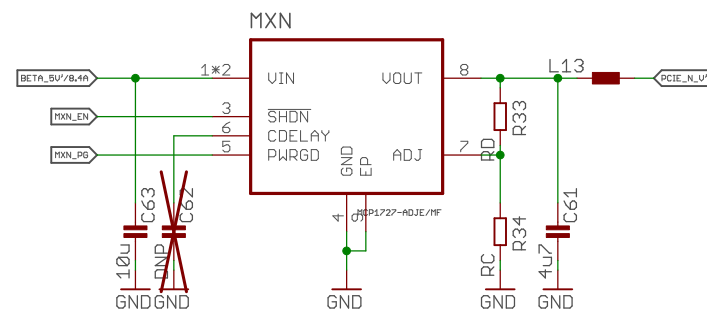 MXN
BETA_5V'/8.4A
1*2
VIN
VOUT
8
L13
PCIE_N_V'
MXN_EN
3
SHDN
6
CDELAY
MXN_PG
5
PWRGD
GND
EP
ADJ
7
RD
R33
4
9
MCP1727-ADJE/MF
C63
10u
C62
DNP
RC
R34
C61
4u7
GND
GND
GND
GND
GND